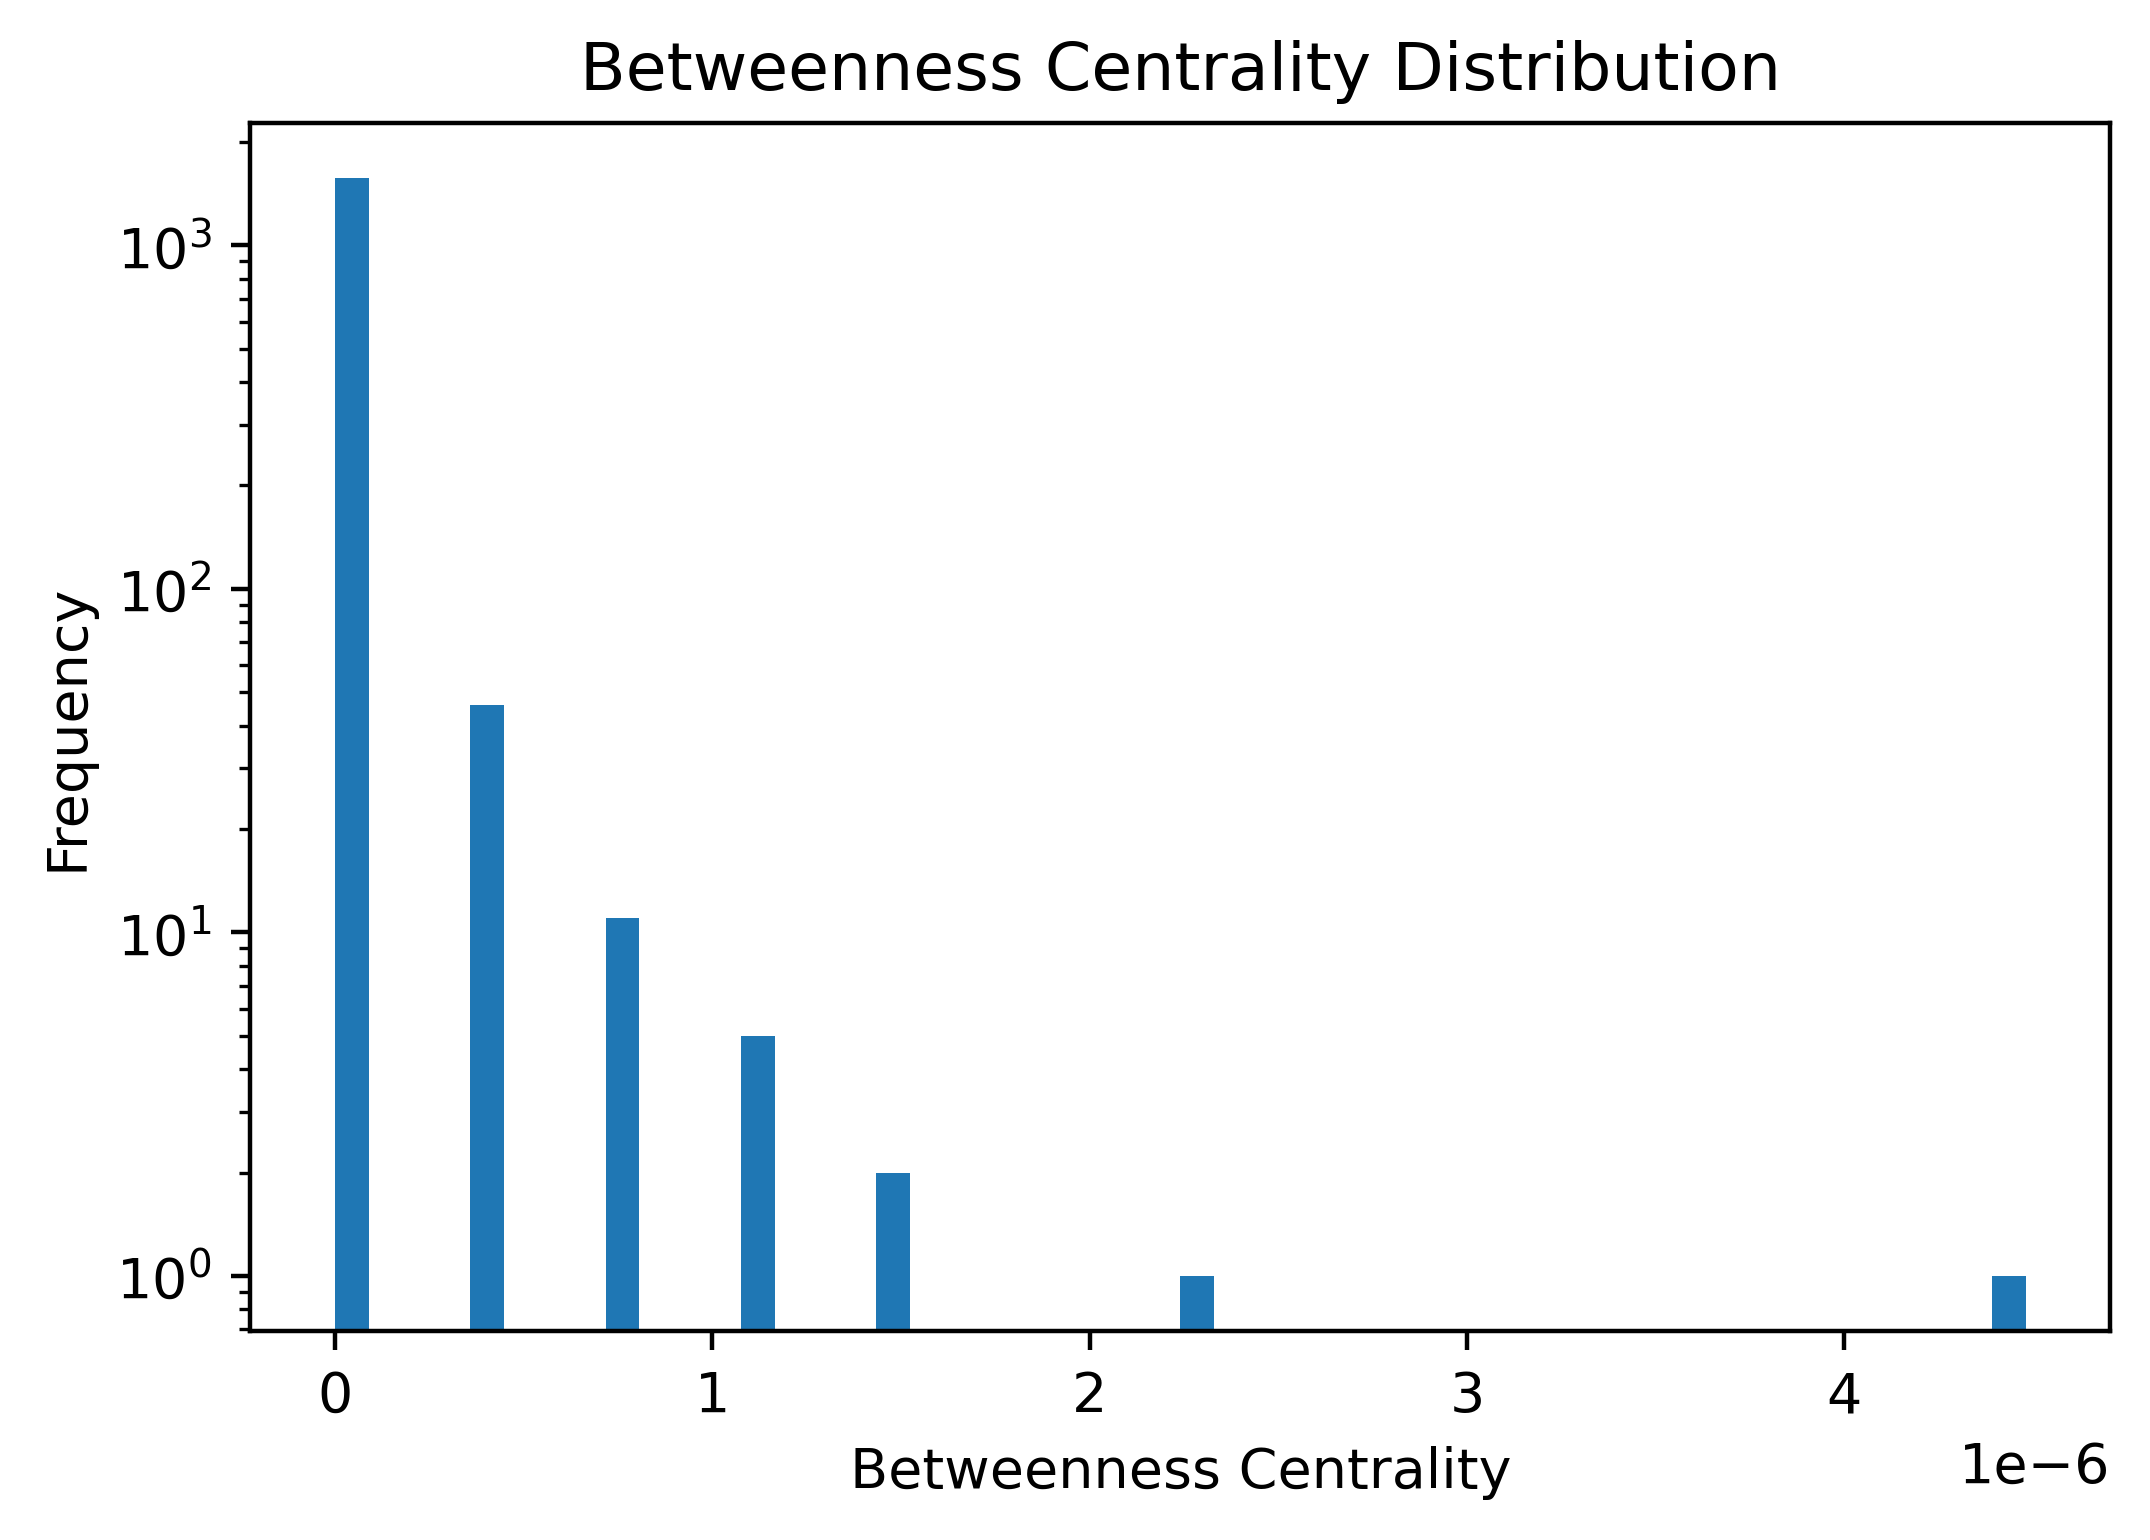 Betweenness Centrality Distribution
Frequency
10³
10²
10¹
10⁰
0 1 2 3 4
1e−6
Betweenness Centrality